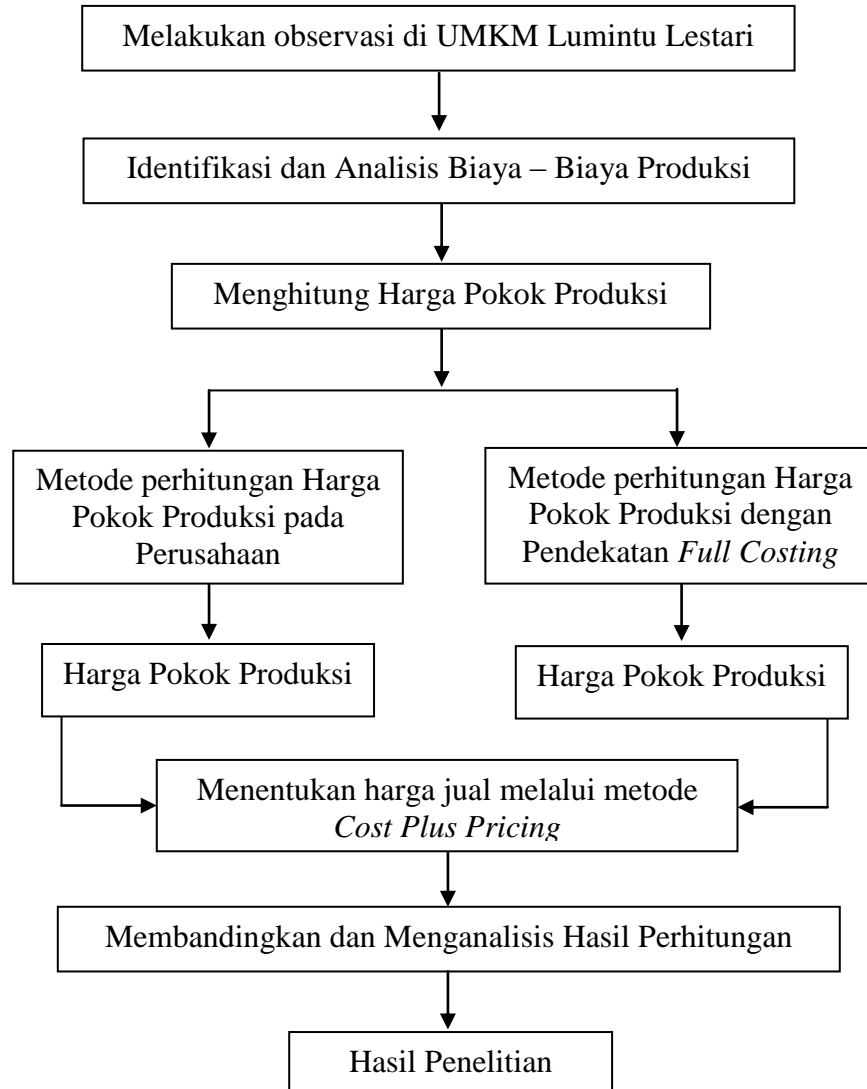 Melakukan observasi di UMKM Lumintu Lestari
Identifikasi dan Analisis Biaya – Biaya Produksi
Menghitung Harga Pokok Produksi
Metode perhitungan Harga
Pokok Produksi pada
Perusahaan
Metode perhitungan Harga
Pokok Produksi dengan
Pendekatan Full Costing
Harga Pokok Produksi
Harga Pokok Produksi
Menentukan harga jual melalui metode
Cost Plus Pricing
Membandingkan dan Menganalisis Hasil Perhitungan
Hasil Penelitian